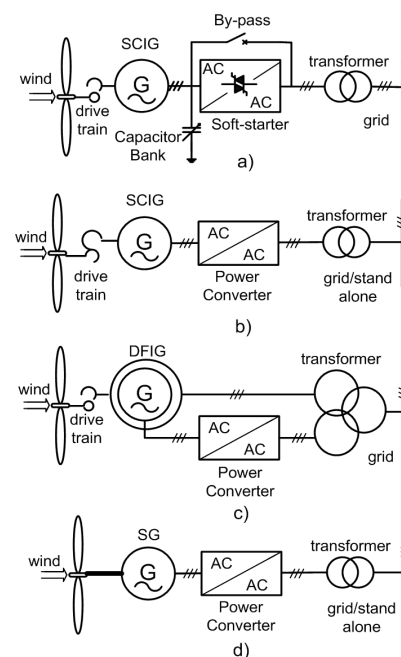 By-pass
SCIG
transformer
wind
G
AC
AC
drive
train
Capacitor
Bank
Soft-starter
grid
a)
SCIG
transformer
wind
G
AC
AC
drive
train
Power
Converter
grid/stand
alone
b)
DFIG
transformer
wind
G
drive
train
AC
AC
grid
Power
Converter
c)
SG
transformer
wind
G
AC
AC
Power
Converter
grid/stand
alone
d)